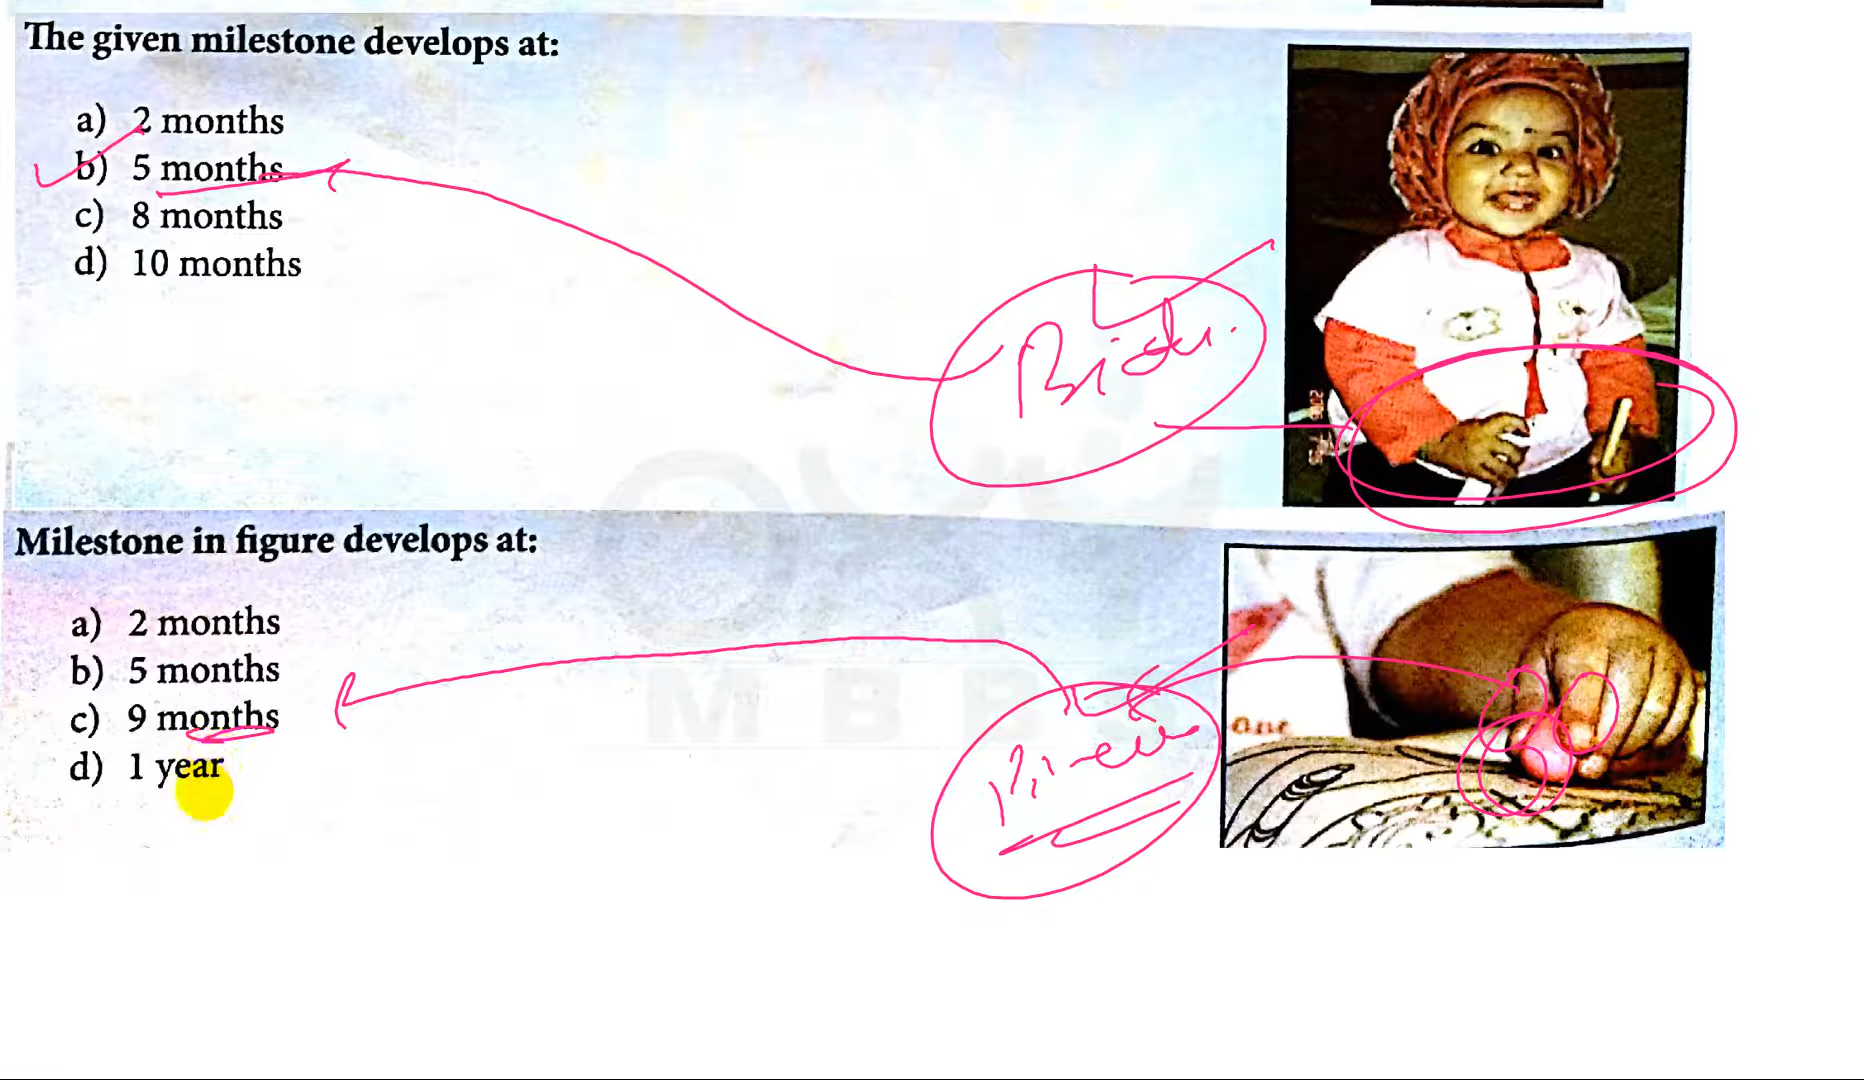 The given milestone develops at:
a) 2 months
b) 5 months
c) 8 months
d) 10 months
Milestone in figure develops at:
a) 2 months
b) 5 months
c) 9 months
d) 1 year
MBBS